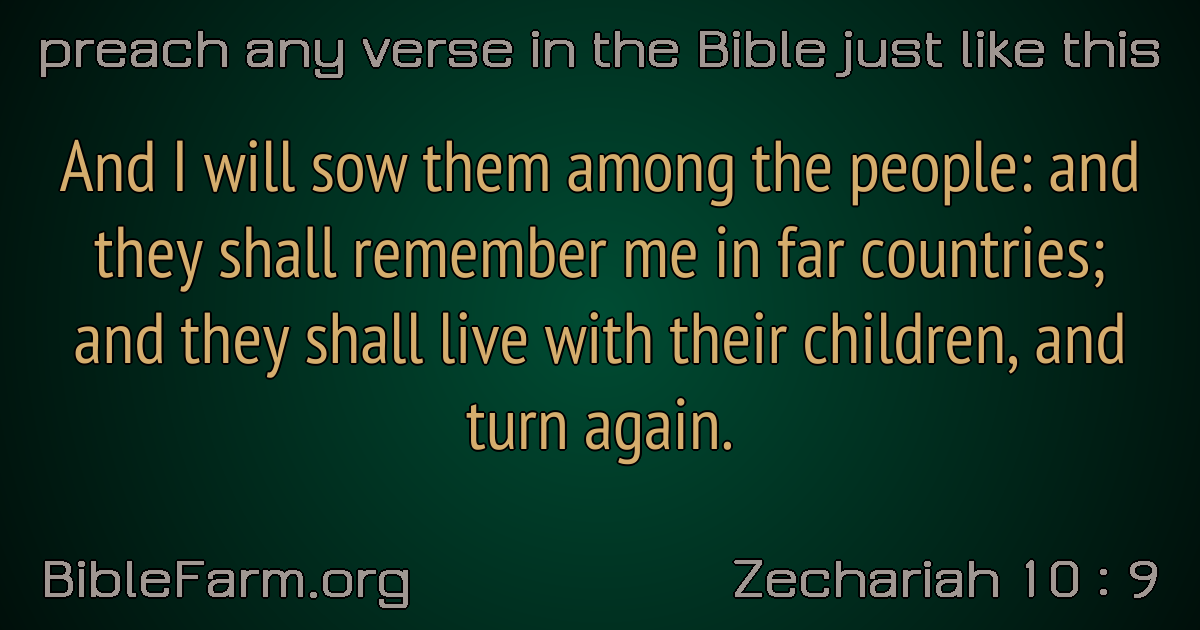 preach any verse in the Bible just like this
And I will sow them among the people: and
they shall remember me in far countries;
and they shall live with their children, and
turn again.
BibleFarm.org
Zechariah 10 : 9